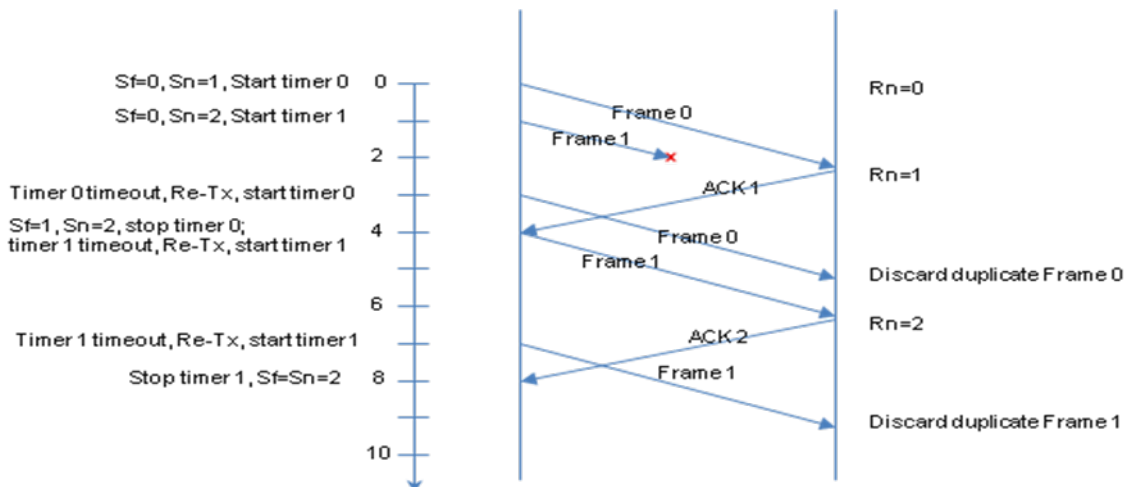 Sf=0, Sn=1, Start timer 0
0
Rn=0
Sf=0, Sn=2, Start timer 1
Frame 0
Frame 1
2
Rn=1
Timer 0 timeout, Re-Tx, start timer 0
ACK 1
Sf=1, Sn=2, stop timer 0;
timer 1 timeout, Re-Tx, start timer 1
4
Frame 0
Frame 1
Discard duplicate Frame 0
6
Rn=2
Timer 1 timeout, Re-Tx, start timer 1
ACK 2
Stop timer 1, Sf=Sn=2
8
Frame 1
Discard duplicate Frame 1
10